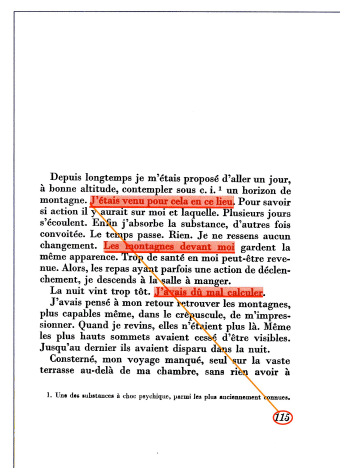 Depuis longtemps je m'étais proposé d'aller un jour,
à bonne altitude, contempler sous c. i. ¹ un horizon de
montagne. J'étais venu pour cela en ce lieu. Pour savoir
si action il y aurait sur moi et laquelle. Plusieurs jours
s'écoulent. Enfin j'absorbe la substance, d'autres fois
convoitée. Le temps passe. Rien. Je ne ressens aucun
changement. Les montagnes devant moi gardent la
même apparence. Trop de santé en moi peut-être reve-
nue. Alors, les repas ayant parfois une action de déclen-
chement, je descends à la salle à manger.
La nuit vint trop tôt. J'avais dû mal calculer.
J'avais pensé à mon retour retrouver les montagnes,
plus capables même, dans le crépuscule, de m'impres-
sionner. Quand je revins, elles n'étaient plus là. Même
les plus hauts sommets avaient cessé d'être visibles.
Jusqu'au dernier ils avaient disparu dans la nuit.
Consterné, mon voyage manqué, seul sur la vaste
terrasse au-delà de ma chambre, sans rien avoir à
1. Une des substances à choc psychique, parmi les plus anciennement connues.
115